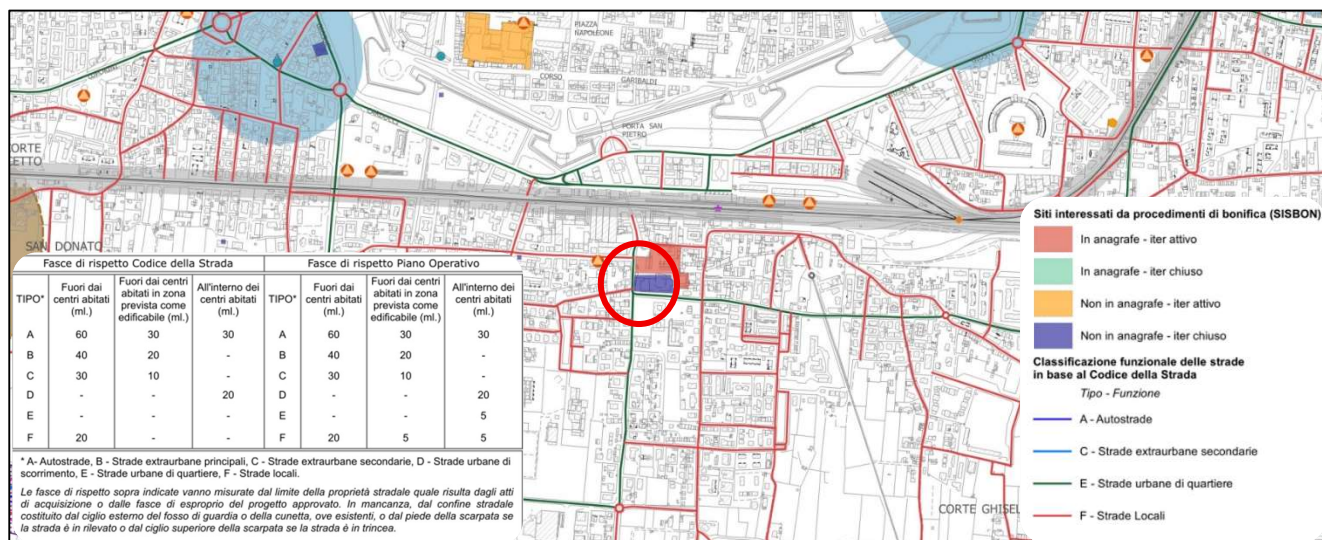 PIAZZA
NAPOLEONE
CORSO GARIBALDI
PORTA SAN
PIETRO
CORTE
SAN DONATO
CORTE GHISEL
Fasce di rispetto Codice della Strada Fasce di rispetto Piano Operativo
TIPO* Fuori dai centri abitati (ml.) Fuori dai centri abitati in zona prevista come edificabile (ml.) All'interno dei centri abitati (ml.) TIPO* Fuori dai centri abitati (ml.) Fuori dai centri abitati in zona prevista come edificabile (ml.) All'interno dei centri abitati (ml.)
A 60 30 30 A 60 30 30
B 40 20 - B 40 20 -
C 30 10 - C 30 10 -
D - - 20 D - - 20
E - - - E - - 5
F 20 - - F 20 5 5
* A- Autostrade, B - Strade extraurbane principali, C - Strade extraurbane secondarie, D - Strade urbane di
scorrimento, E - Strade urbane di quartiere, F - Strade locali.
Le fasce di rispetto sopra indicate vanno misurate dal limite della proprietà stradale quale risulta dagli atti
di acquisizione o dalle fasce di esproprio del progetto approvato. In mancanza, dal confine stradale
costituito dal ciglio esterno del fosso di guardia o della cunetta, ove esistenti, o dal piede della scarpata se
la strada è in rilevato o dal ciglio superiore della scarpata se la strada è in trincea.
Siti interessati da procedimenti di bonifica (SISBON)
In anagrafe - iter attivo
In anagrafe - iter chiuso
Non in anagrafe - iter attivo
Non in anagrafe - iter chiuso
Classificazione funzionale delle strade
in base al Codice della Strada
Tipo - Funzione
A - Autostrade
C - Strade extraurbane secondarie
E - Strade urbane di quartiere
F - Strade Locali